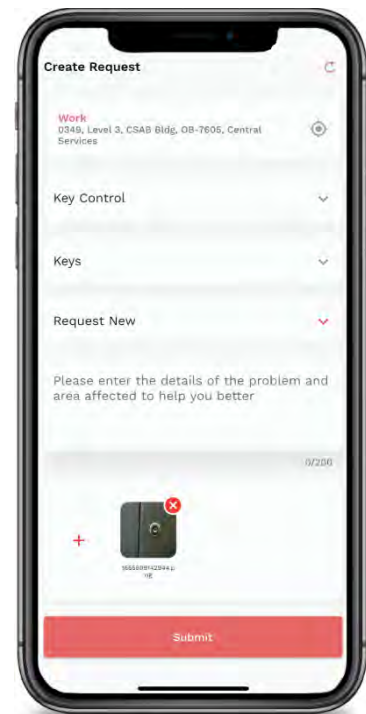 Create Request
Work
0349, Level 3, CSAB Bldg, OB-7605, Central
Services
Key Control
Keys
Request New
Please enter the details of the problem and
area affected to help you better
0/200
+
Submit